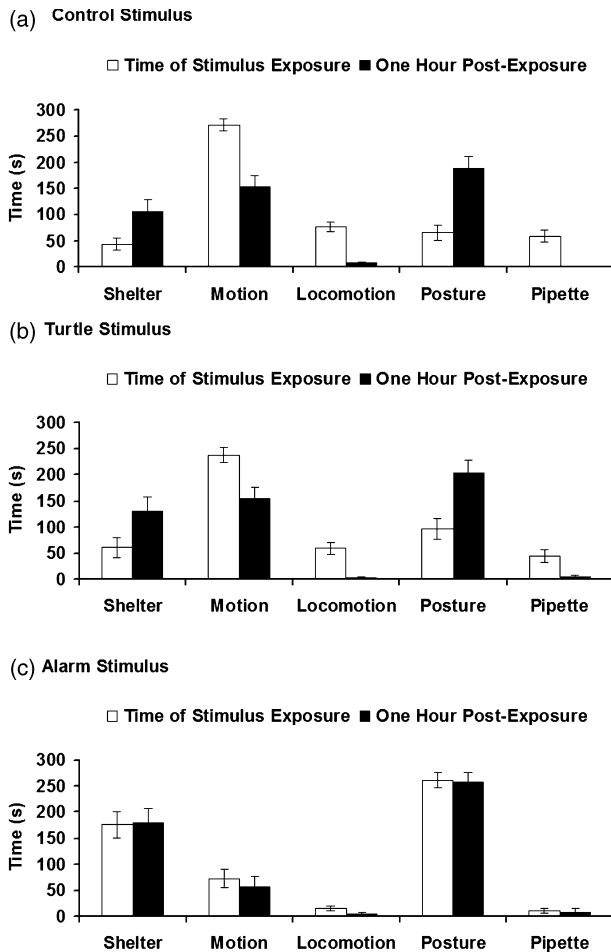 (a) Control Stimulus
Time of Stimulus Exposure One Hour Post-Exposure
Time (s)
300
250
200
150
100
50
0
Shelter Motion Locomotion Posture Pipette
(b) Turtle Stimulus
Time of Stimulus Exposure One Hour Post-Exposure
Time (s)
300
250
200
150
100
50
0
Shelter Motion Locomotion Posture Pipette
(c) Alarm Stimulus
Time of Stimulus Exposure One Hour Post-Exposure
Time (s)
300
250
200
150
100
50
0
Shelter Motion Locomotion Posture Pipette